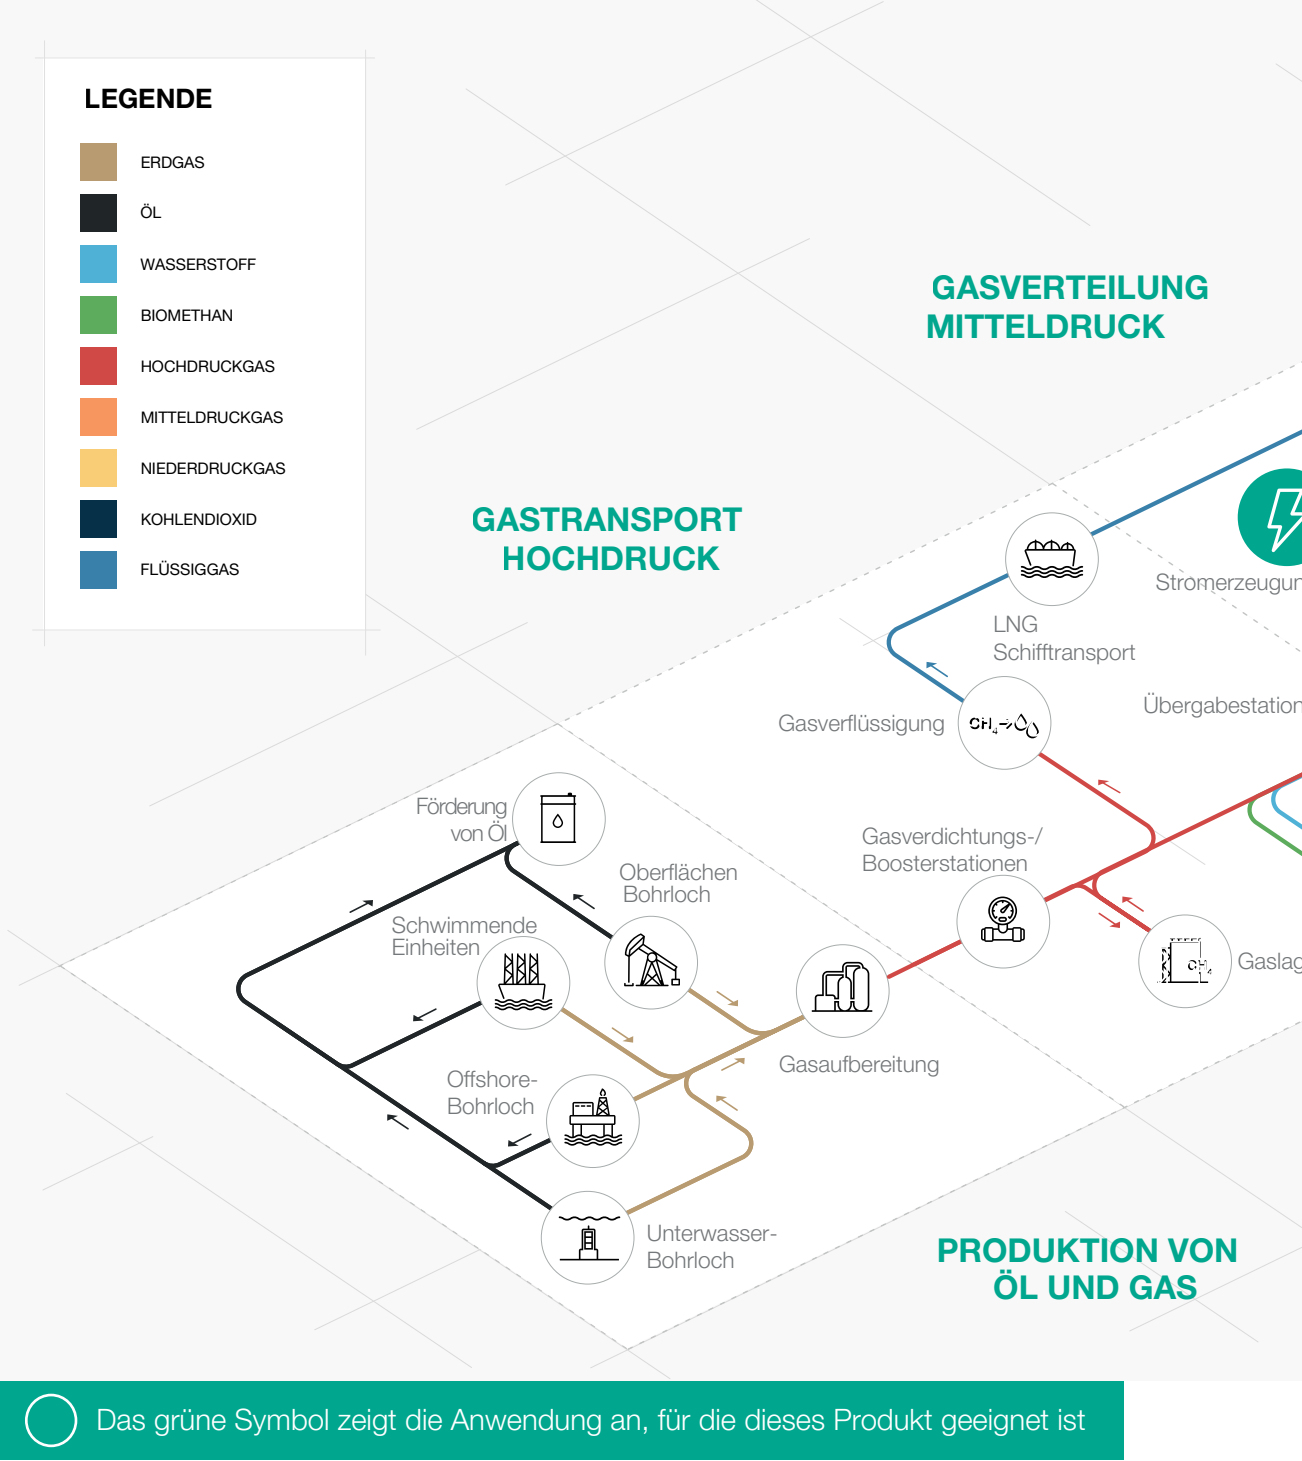 LEGENDE
ERDGAS
ÖL
WASSERSTOFF
BIOMETHAN
HOCHDRUCKGAS
MITTELDRUCKGAS
NIEDERDRUCKGAS
KOHLENDIOXID
FLÜSSIGGAS
GASVERTEILUNG
MITTELDRUCK
GASTRANSPORT
HOCHDRUCK
Stromerzeugun
LNG
Schifftransport
Übergabestation
Gasverflüssigung
CH₄
Förderung
von Öl
Gasverdichtungs-/
Boosterstationen
Oberflächen
Bohrloch
Schwimmende
Einheiten
CH₄
Gaslag
Gasaufbereitung
Offshore-
Bohrloch
Unterwasser-
Bohrloch
PRODUKTION VON
ÖL UND GAS
Das grüne Symbol zeigt die Anwendung an, für die dieses Produkt geeignet ist